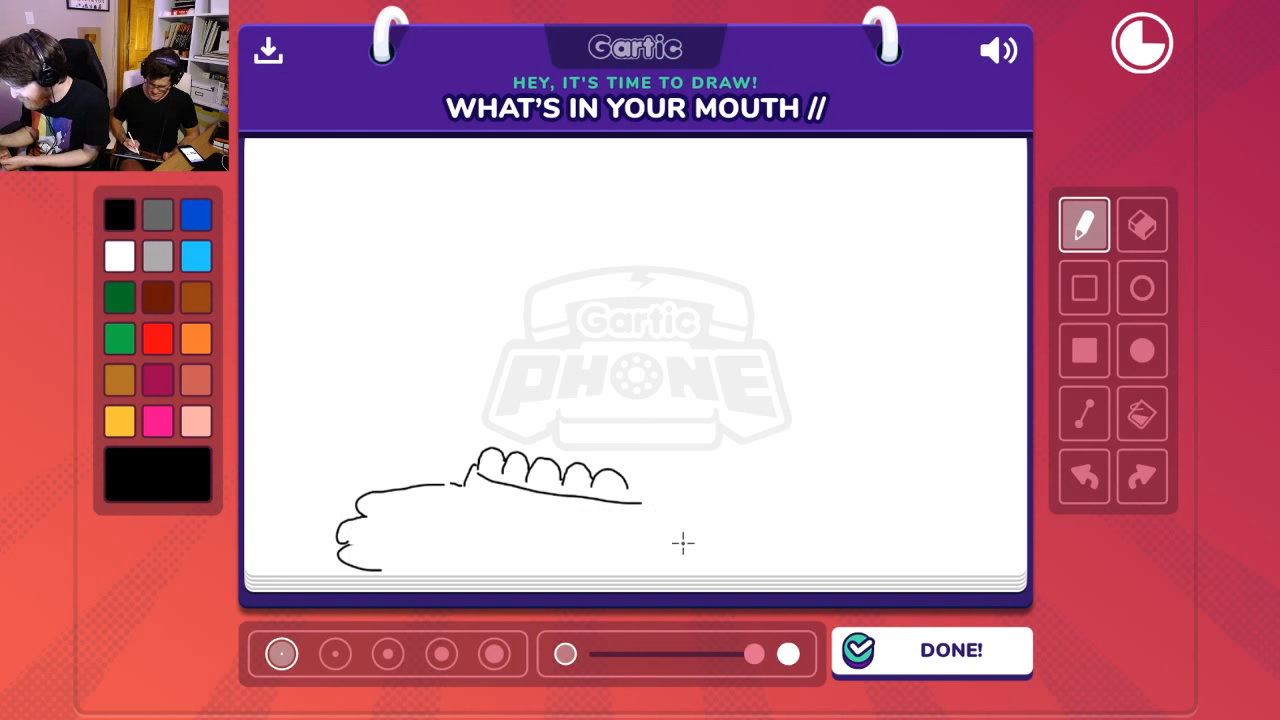 Gartic
HEY, IT'S TIME TO DRAW!
WHAT'S IN YOUR MOUTH //
Gartic
PHONE
DONE!